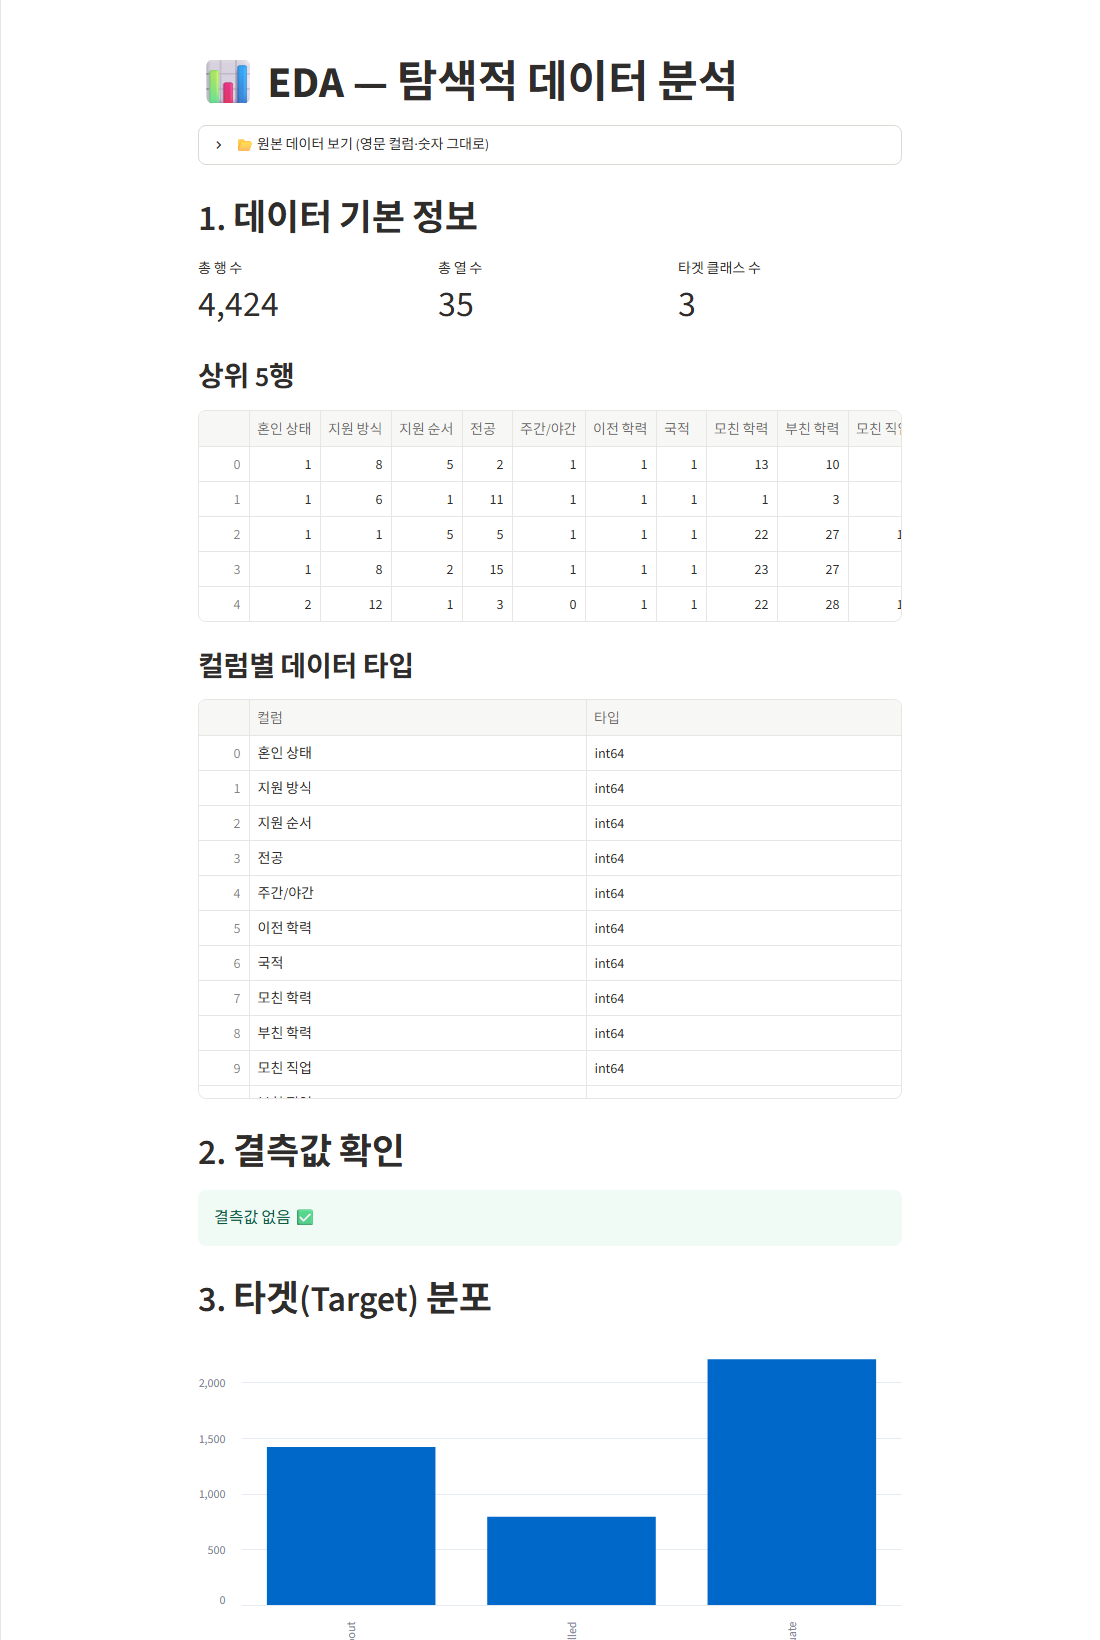 EDA — 탐색적 데이터 분석
원본 데이터 보기 (영문 컬럼·숫자 그대로)
1. 데이터 기본 정보
총 행 수 총 열 수 타겟 클래스 수
4,424 35 3
상위 5행
혼인 상태 지원 방식 지원 순서 전공 주간/야간 이전 학력 국적 모친 학력 부친 학력 모친
0 1 8 5 2 1 1 1 13 10
1 1 6 1 11 1 1 1 1 3
2 1 1 5 5 1 1 1 22 27
3 1 8 2 15 1 1 1 23 27
4 2 12 1 3 0 1 1 22 28
컬럼별 데이터 타입
컬럼 타입
0 혼인 상태 int64
1 지원 방식 int64
2 지원 순서 int64
3 전공 int64
4 주간/야간 int64
5 이전 학력 int64
6 국적 int64
7 모친 학력 int64
8 부친 학력 int64
9 모친 직업 int64
2. 결측값 확인
결측값 없음
3. 타겟(Target) 분포
2,000
1,500
1,000
500
0